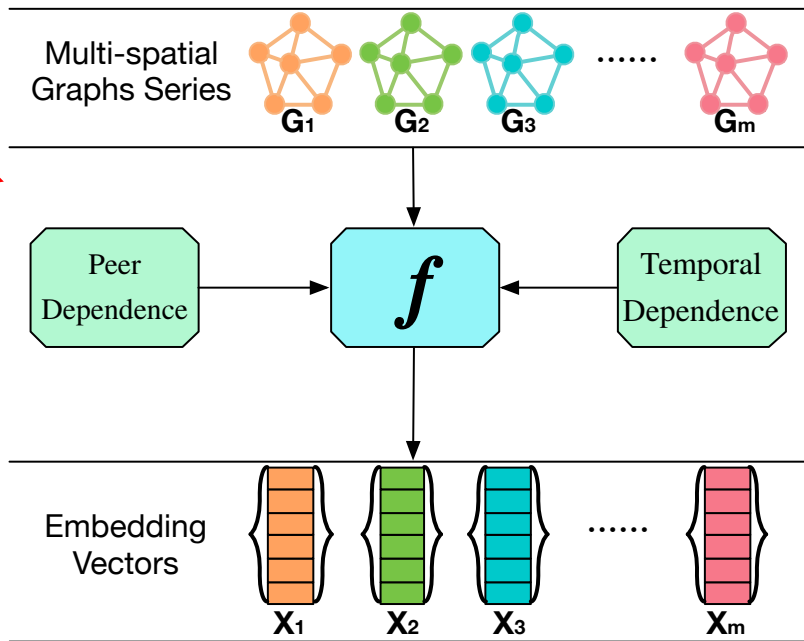 Multi-spatial
Graphs Series
......
G1
G2
G3
Gm
Peer
Dependence
f
Temporal
Dependence
Embedding
Vectors
......
X1
X2
X3
Xm